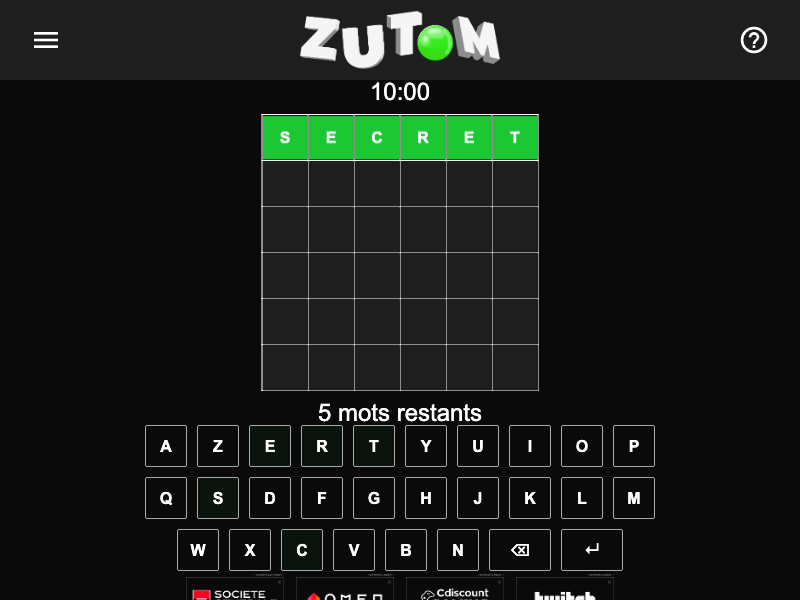 ZUTOM
10:00
S E C R E T
5 mots restants
A Z E R T Y U I O P
Q S D F G H J K L M
W X C V B N
SOCIETE
OMEN
Cdiscount
twitch